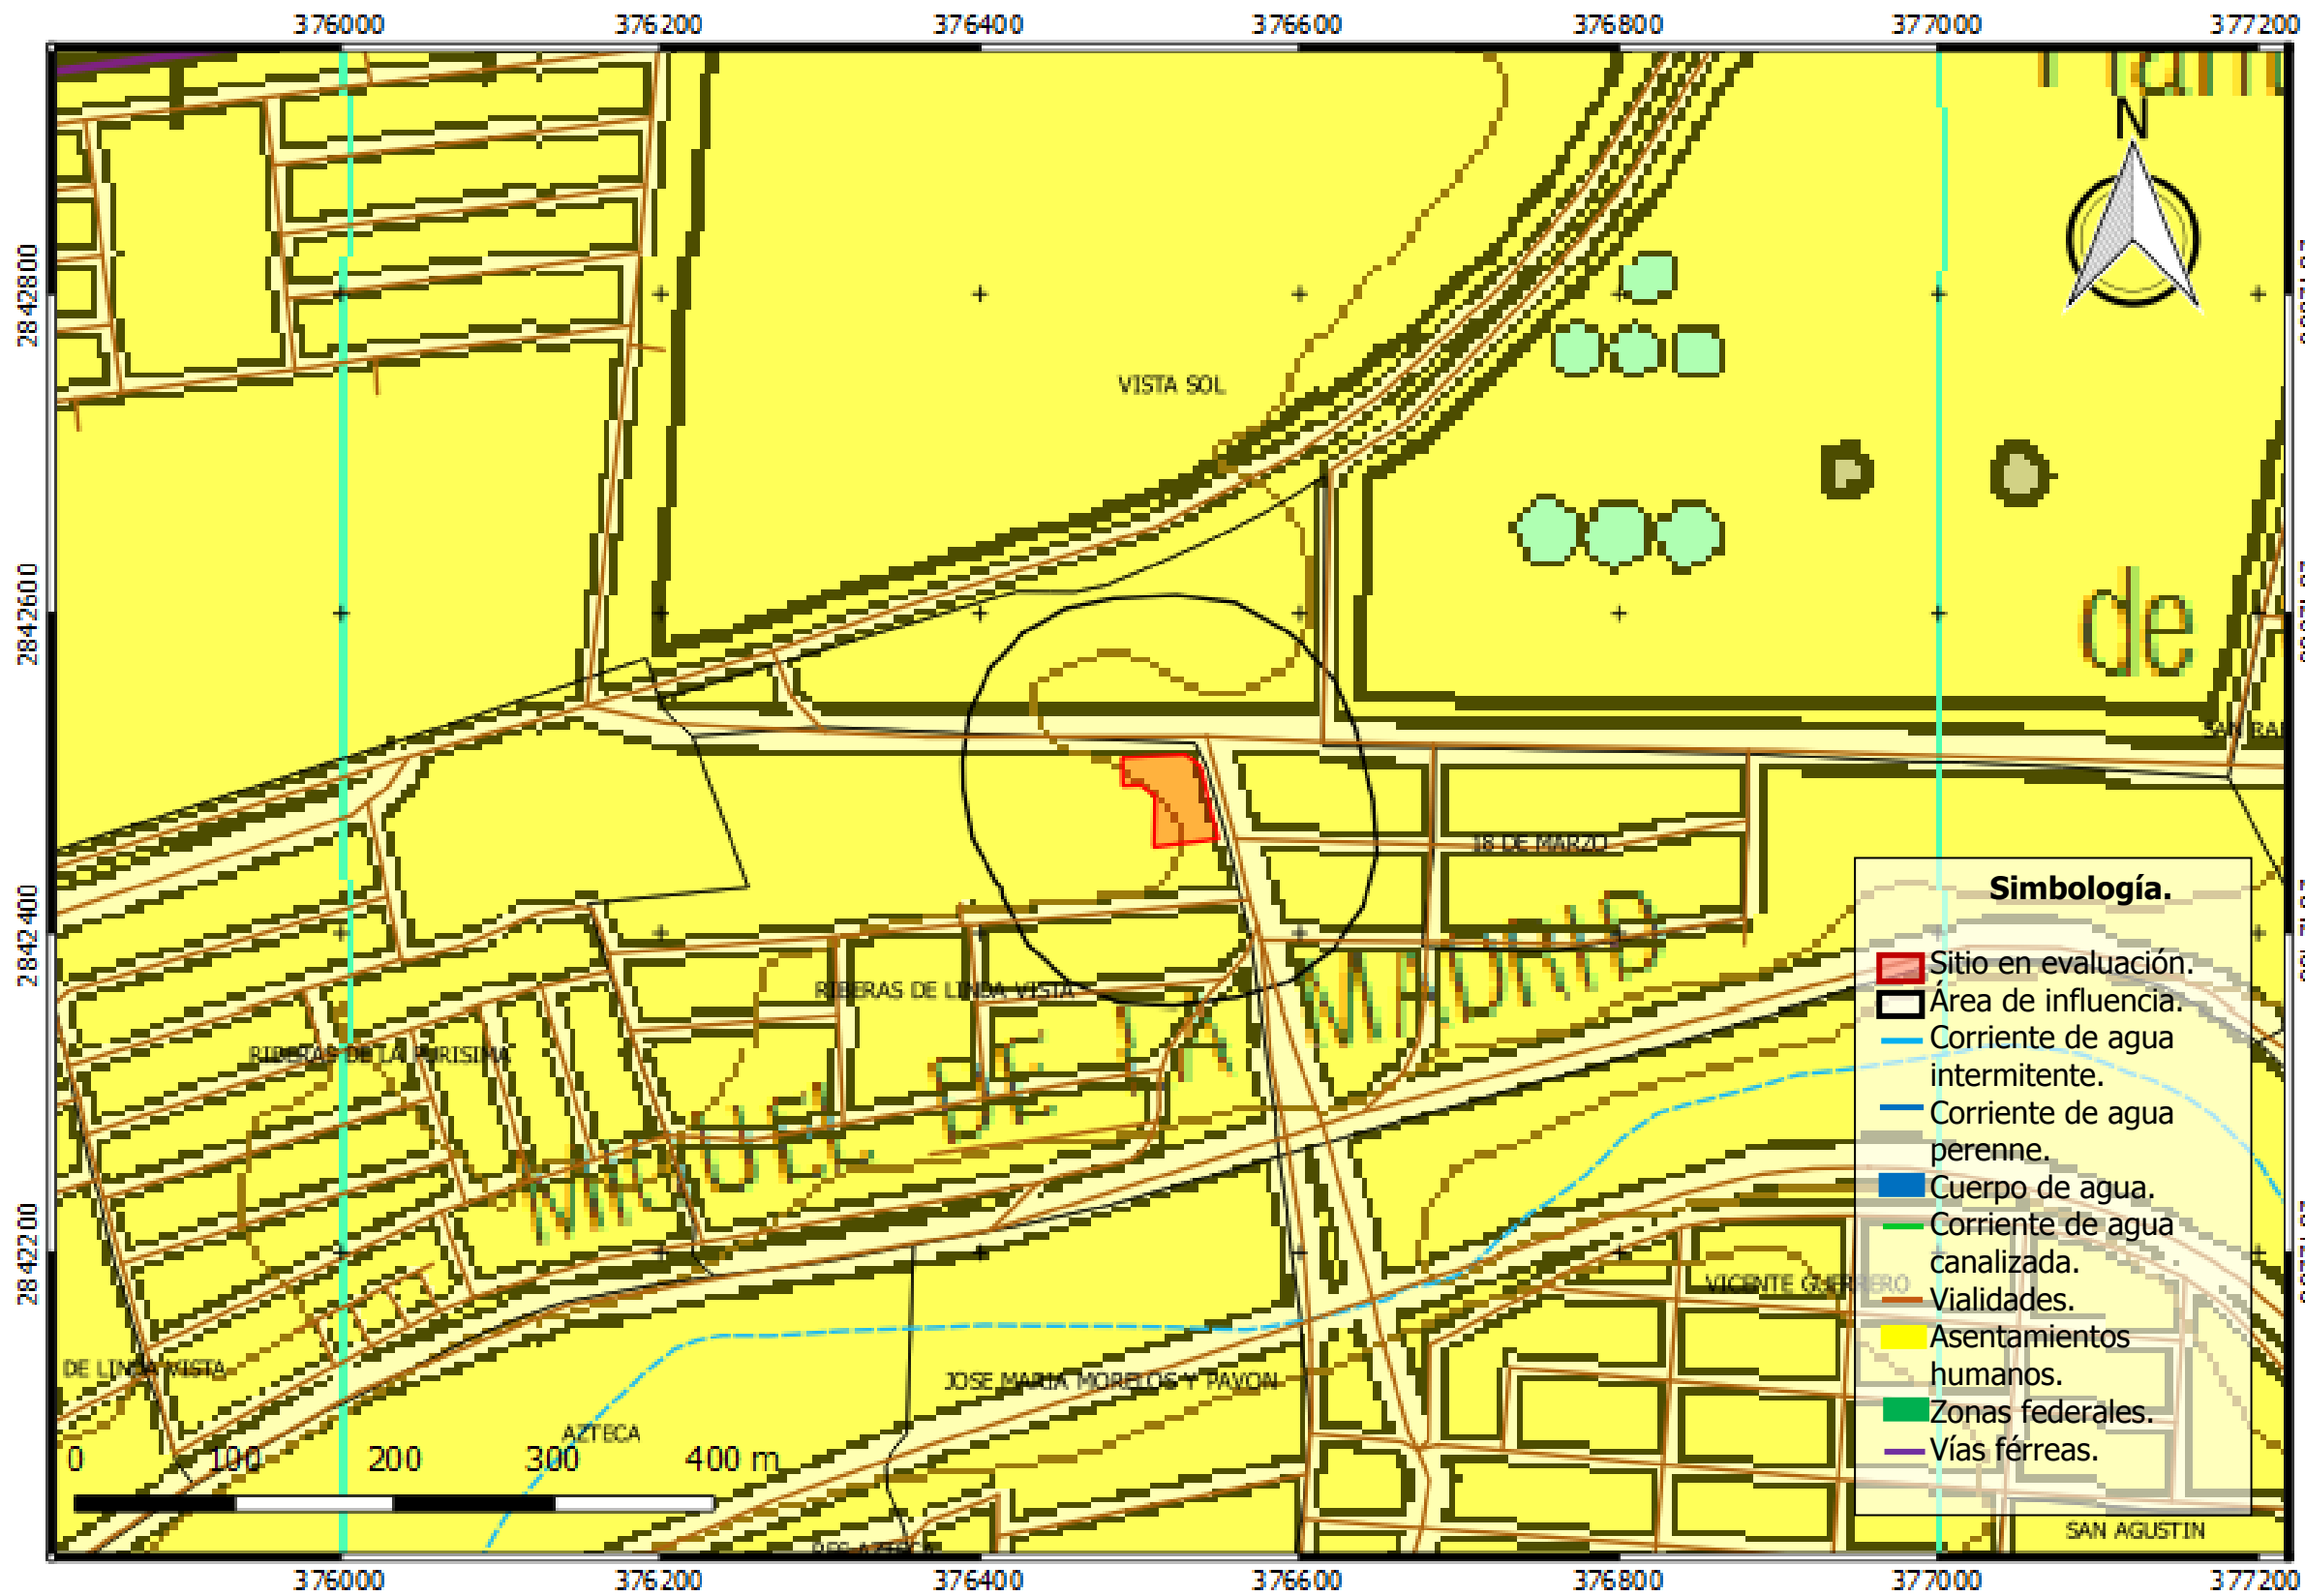 376000 376200 376400 376600 376800 377000 377200
N
2842800
VISTA SOL
2842600
de
18 DE MARZO
2842400
MIGUEL DE LA MADRID
RIBERAS DE LINDA VISTA
RIBERAS DE LA PURISIMA
2842200
VICENTE GUERRERO
DE LINDA VISTA
JOSE MARIA MORELOS Y PAVON
AZTECA
SAN AGUSTIN
0 100 200 300 400 m
Simbología.
Sitio en evaluación.
Área de influencia.
Corriente de agua
intermitente.
Corriente de agua
perenne.
Cuerpo de agua.
Corriente de agua
canalizada.
Vialidades.
Asentamientos
humanos.
Zonas federales.
Vías férreas.
376000 376200 376400 376600 376800 377000 377200